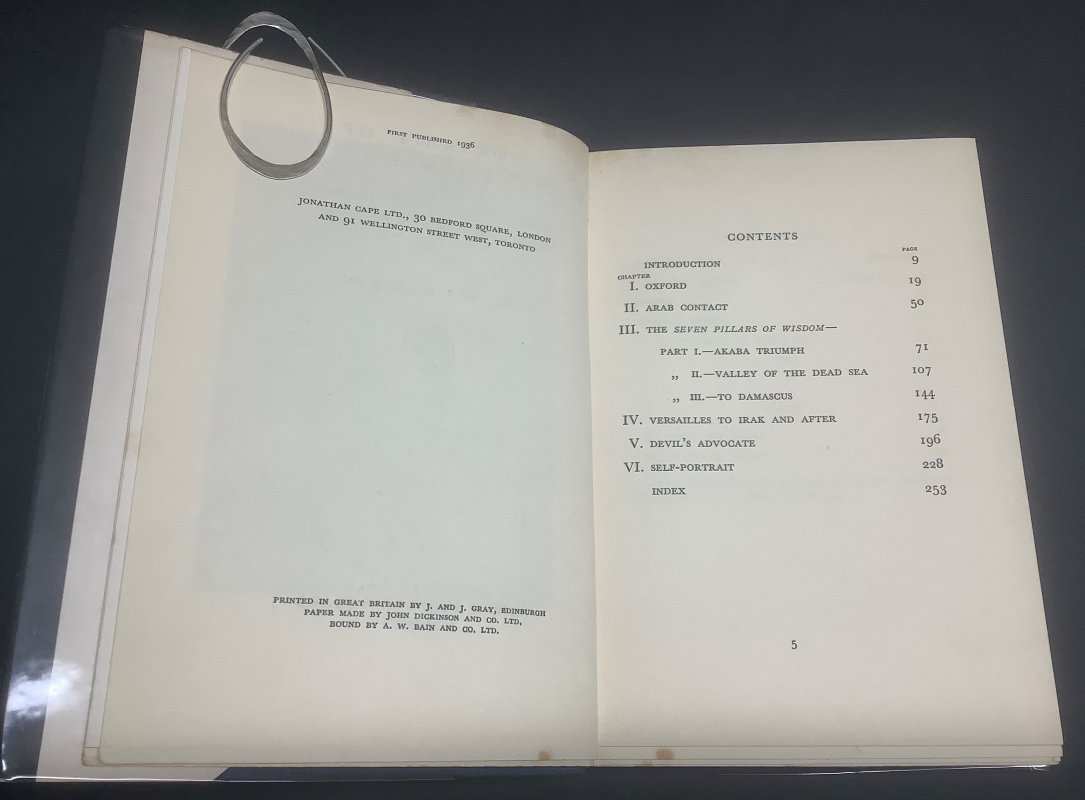 FIRST PUBLISHED 1936
JONATHAN CAPE LTD., 30 BEDFORD SQUARE, LONDON
AND 91 WELLINGTON STREET WEST, TORONTO
PRINTED IN GREAT BRITAIN BY J. AND J. GRAY, EDINBURGH
PAPER MADE BY JOHN DICKINSON AND CO. LTD.
BOUND BY A. W. BAIN AND CO. LTD.
CONTENTS
PAGE
INTRODUCTION 9
CHAPTER
I. OXFORD 19
II. ARAB CONTACT 50
III. THE SEVEN PILLARS OF WISDOM—
PART I.—AKABA TRIUMPH 71
„ II.—VALLEY OF THE DEAD SEA 107
„ III.—TO DAMASCUS 144
IV. VERSAILLES TO IRAK AND AFTER 175
V. DEVIL'S ADVOCATE 196
VI. SELF-PORTRAIT 228
INDEX 253
5